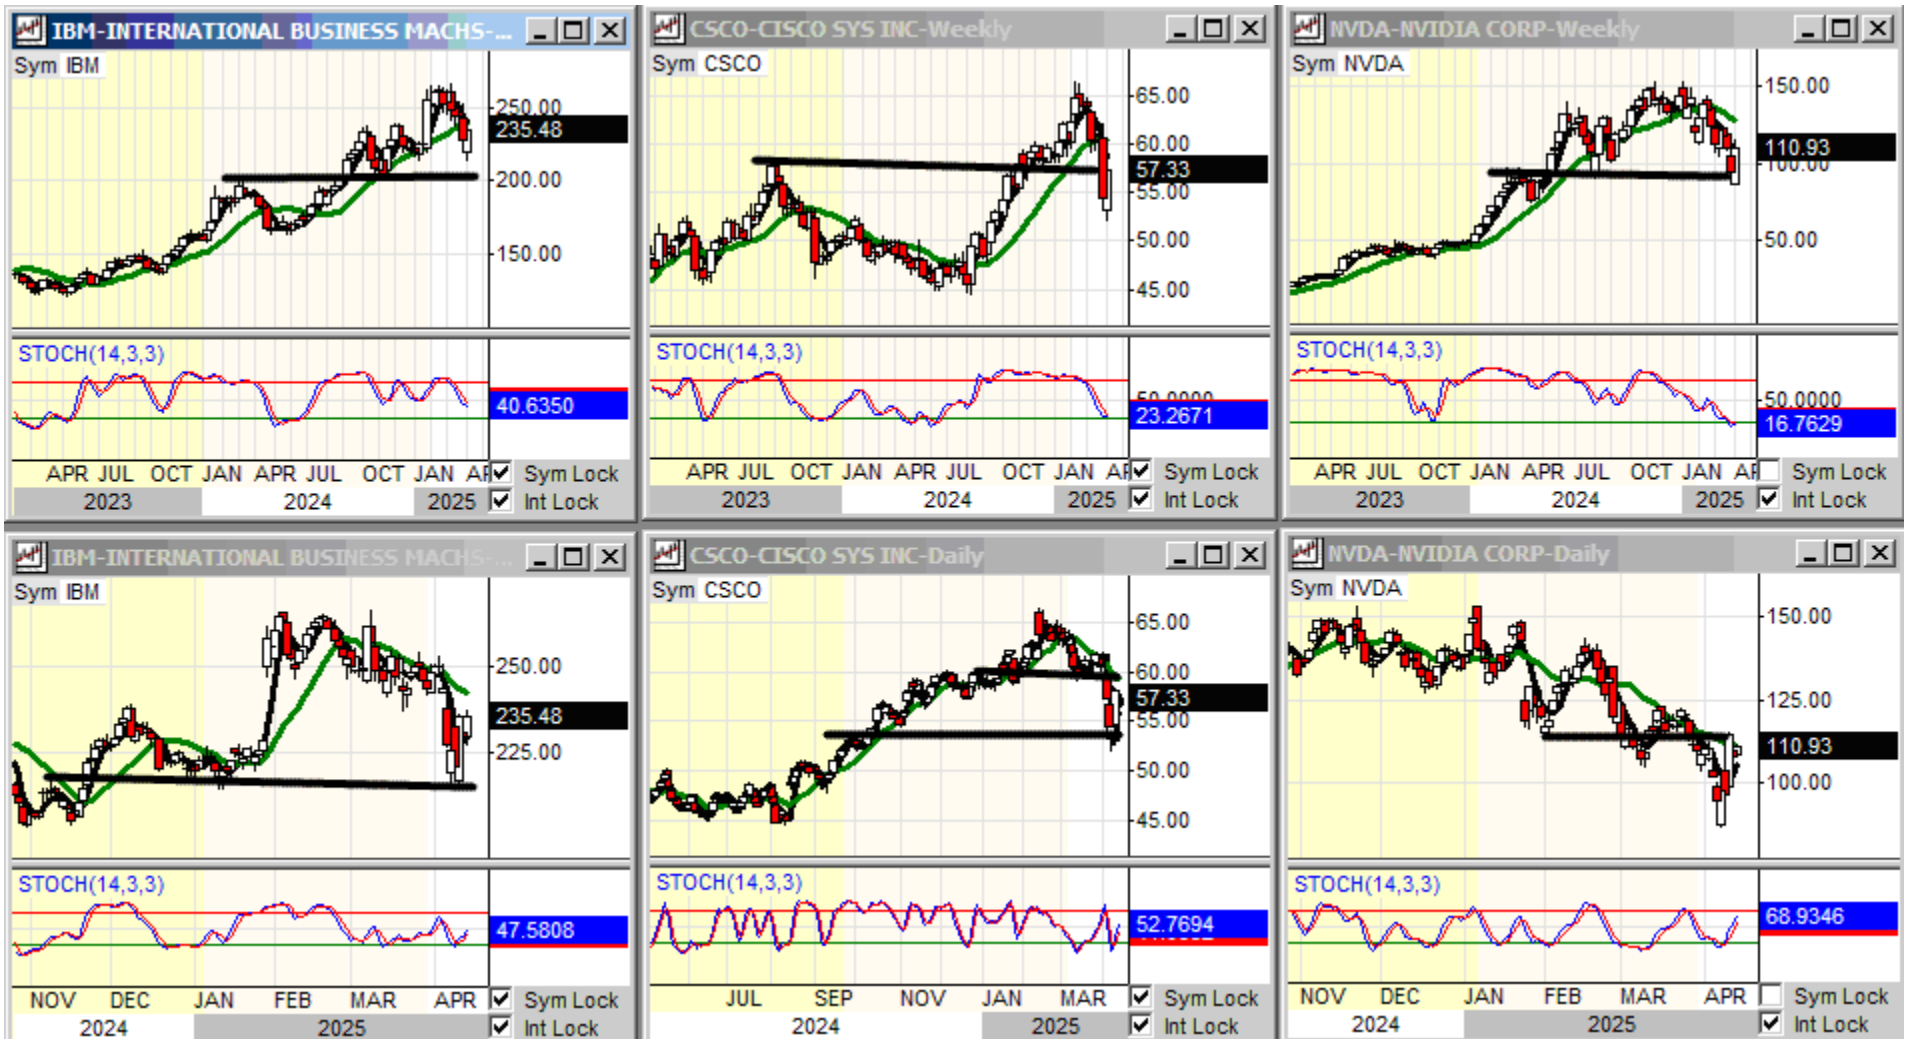 IBM-INTERNATIONAL BUSINESS MACHS-...
Sym IBM
250.00
235.48
200.00
150.00
STOCH(14,3,3)
40.6350
APR JUL OCT JAN APR JUL OCT JAN AP
2023 2024 2025
Sym Lock
Int Lock
CSCO-CISCO SYS INC-Weekly
Sym CSCO
65.00
60.00
57.33
55.00
50.00
45.00
STOCH(14,3,3)
50.0000
23.2671
APR JUL OCT JAN APR JUL OCT JAN AP
2023 2024 2025
Sym Lock
Int Lock
NVDA-NVIDIA CORP-Weekly
Sym NVDA
150.00
110.93
100.00
50.00
STOCH(14,3,3)
50.0000
16.7629
APR JUL OCT JAN APR JUL OCT JAN AP
2023 2024 2025
Sym Lock
Int Lock
IBM-INTERNATIONAL BUSINESS MACHS-...
Sym IBM
250.00
235.48
225.00
STOCH(14,3,3)
47.5808
NOV DEC JAN FEB MAR APR
2024 2025
Sym Lock
Int Lock
CSCO-CISCO SYS INC-Daily
Sym CSCO
65.00
60.00
57.33
55.00
50.00
45.00
STOCH(14,3,3)
52.7694
JUL SEP NOV JAN MAR
2024 2025
Sym Lock
Int Lock
NVDA-NVIDIA CORP-Daily
Sym NVDA
150.00
125.00
110.93
100.00
STOCH(14,3,3)
68.9346
NOV DEC JAN FEB MAR APR
2024 2025
Sym Lock
Int Lock